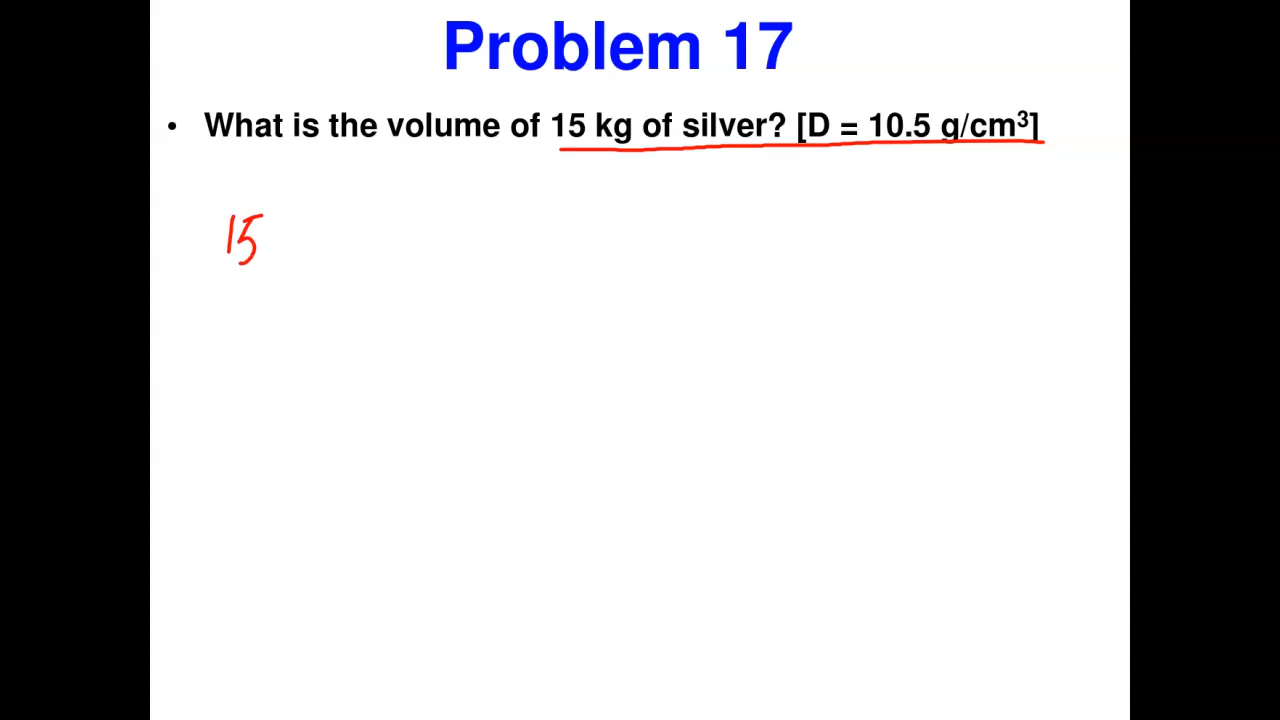 Problem 17
• What is the volume of 15 kg of silver? [D = 10.5 g/cm³]
15